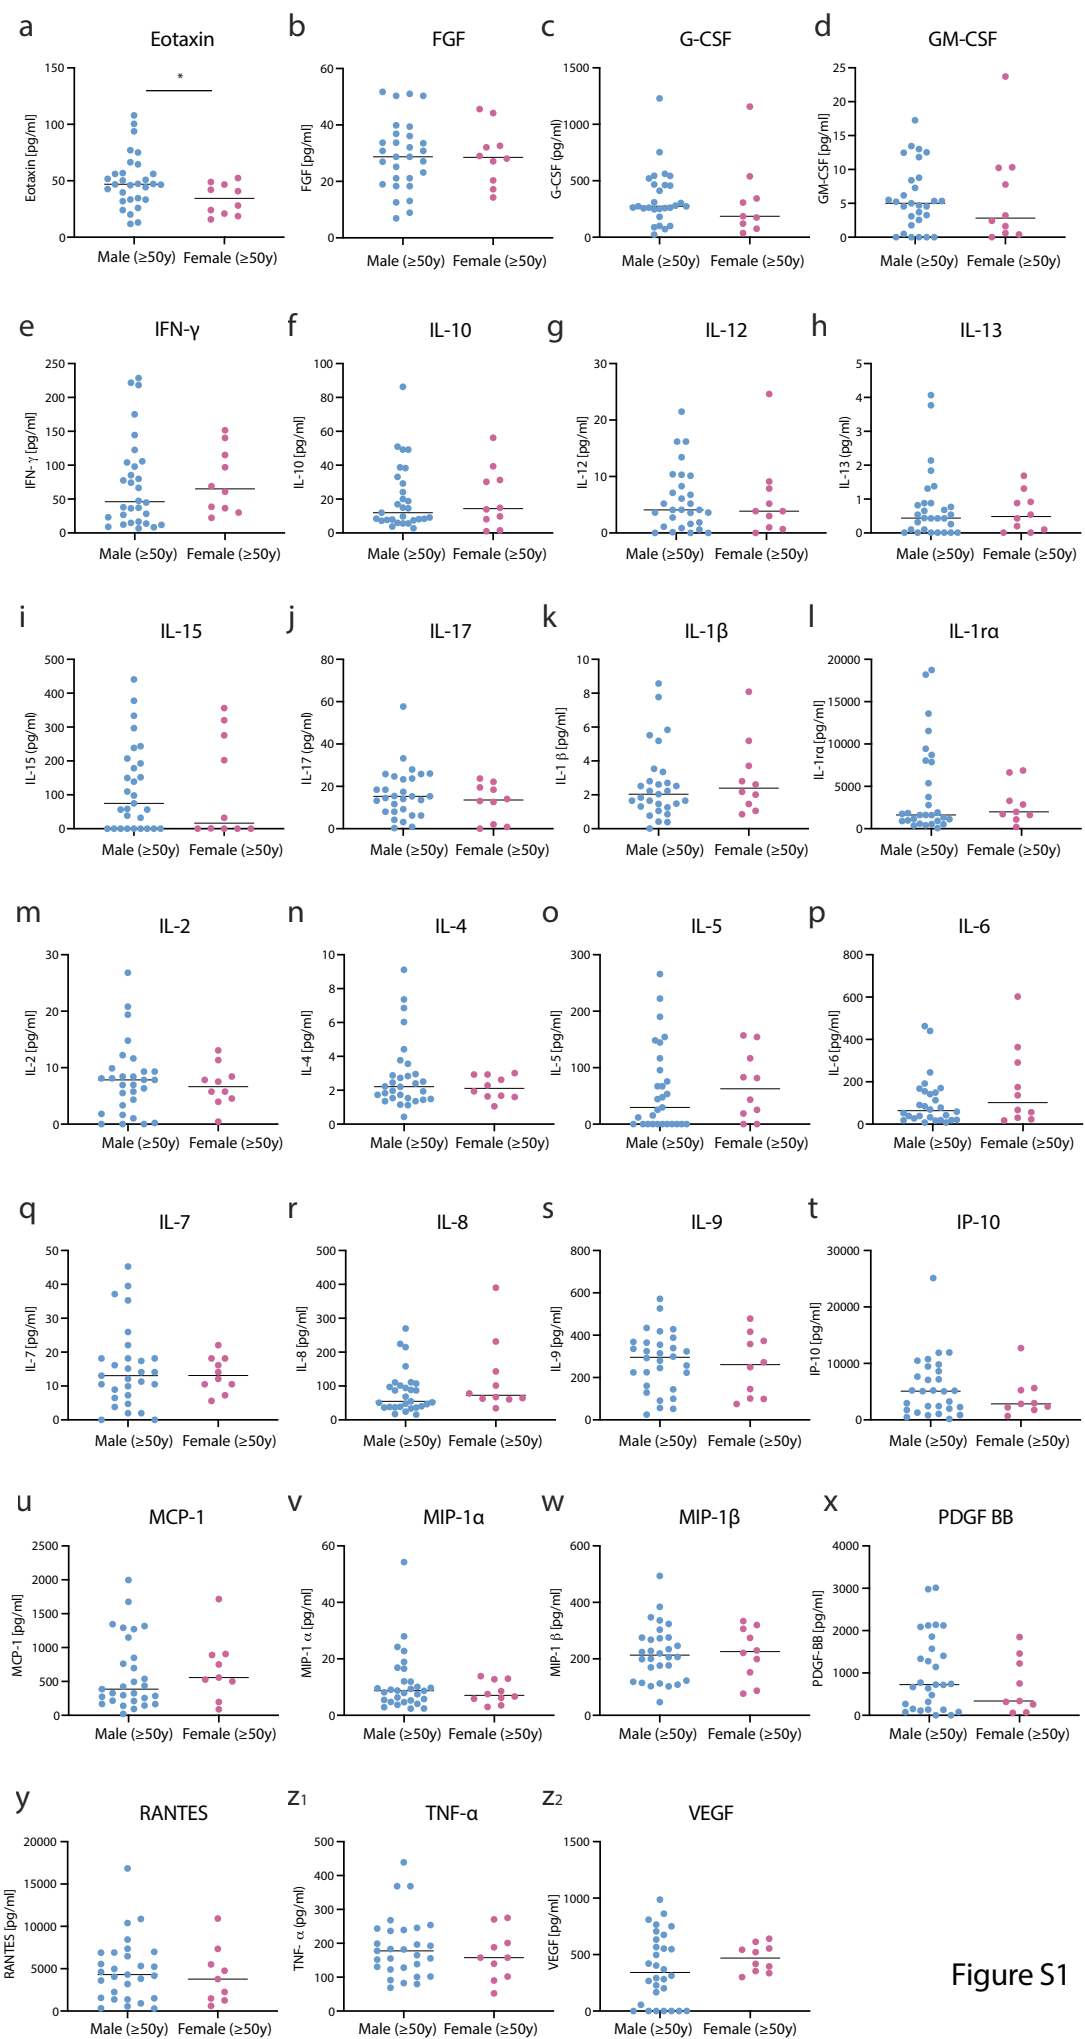 a
Eotaxin
Eotaxin [pg/ml]
150
100
50
0
*
Male (≥50y) Female (≥50y)
b
FGF
FGF [pg/ml]
60
40
20
0
Male (≥50y) Female (≥50y)
c
G-CSF
G-CSF (pg/ml)
1500
1000
500
0
Male (≥50y) Female (≥50y)
d
GM-CSF
GM-CSF [pg/ml]
25
20
15
10
5
0
Male (≥50y) Female (≥50y)
e
IFN-γ
IFN- γ [pg/ml]
250
200
150
100
50
0
Male (≥50y) Female (≥50y)
f
IL-10
IL-10 [pg/ml]
100
80
60
40
20
0
Male (≥50y) Female (≥50y)
g
IL-12
IL-12 [pg/ml]
30
20
10
0
Male (≥50y) Female (≥50y)
h
IL-13
IL-13 (pg/ml)
5
4
3
2
1
0
Male (≥50y) Female (≥50y)
i
IL-15
IL-15 (pg/ml)
500
400
300
200
100
0
Male (≥50y) Female (≥50y)
j
IL-17
IL-17 (pg/ml)
80
60
40
20
0
Male (≥50y) Female (≥50y)
k
IL-1β
IL-1 β [pg/ml]
10
8
6
4
2
0
Male (≥50y) Female (≥50y)
l
IL-1rα
IL-1rα [pg/ml]
20000
15000
10000
5000
0
Male (≥50y) Female (≥50y)
m
IL-2
IL-2 [pg/ml]
30
20
10
0
Male (≥50y) Female (≥50y)
n
IL-4
IL-4 [pg/ml]
10
8
6
4
2
0
Male (≥50y) Female (≥50y)
o
IL-5
IL-5 [pg/ml]
300
200
100
0
Male (≥50y) Female (≥50y)
p
IL-6
IL-6 [pg/ml]
800
600
400
200
0
Male (≥50y) Female (≥50y)
q
IL-7
IL-7 [pg/ml]
50
40
30
20
10
0
Male (≥50y) Female (≥50y)
r
IL-8
IL-8 [pg/ml]
500
400
300
200
100
0
Male (≥50y) Female (≥50y)
s
IL-9
IL-9 [pg/ml]
800
600
400
200
0
Male (≥50y) Female (≥50y)
t
IP-10
IP-10 [pg/ml]
30000
20000
10000
0
Male (≥50y) Female (≥50y)
u
MCP-1
MCP-1 [pg/ml]
2500
2000
1500
1000
500
0
Male (≥50y) Female (≥50y)
v
MIP-1α
MIP-1 α [pg/ml]
60
40
20
0
Male (≥50y) Female (≥50y)
w
MIP-1β
MIP-1 β [pg/ml]
600
400
200
0
Male (≥50y) Female (≥50y)
x
PDGF BB
PDGF-BB [pg/ml]
4000
3000
2000
1000
0
Male (≥50y) Female (≥50y)
y
RANTES
RANTES [pg/ml]
20000
15000
10000
5000
0
Male (≥50y) Female (≥50y)
z1
TNF-α
TNF- α (pg/ml)
500
400
300
200
100
0
Male (≥50y) Female (≥50y)
z2
VEGF
VEGF [pg/ml]
1500
1000
500
0
Male (≥50y) Female (≥50y)
Figure S1